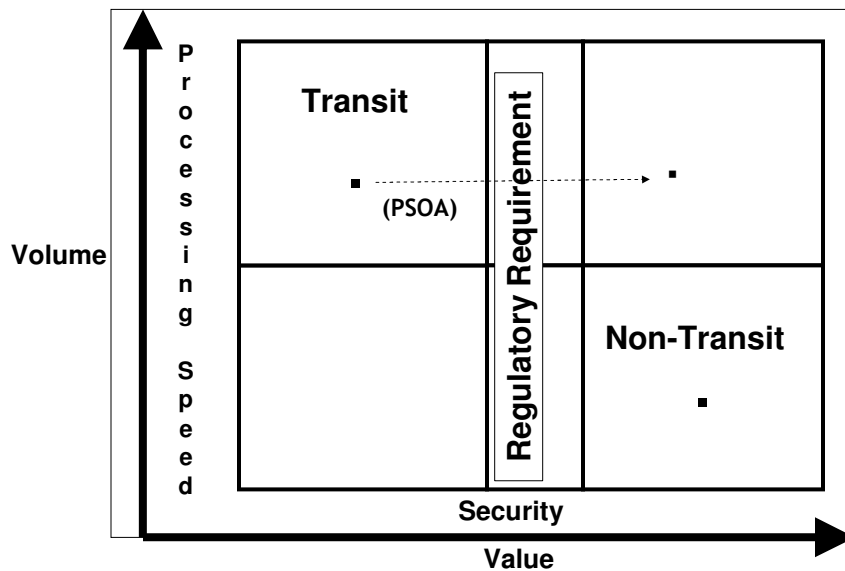 Processing Speed
Transit
Regulatory Requirement
(PSOA)
Volume
Non-Transit
Security
Value